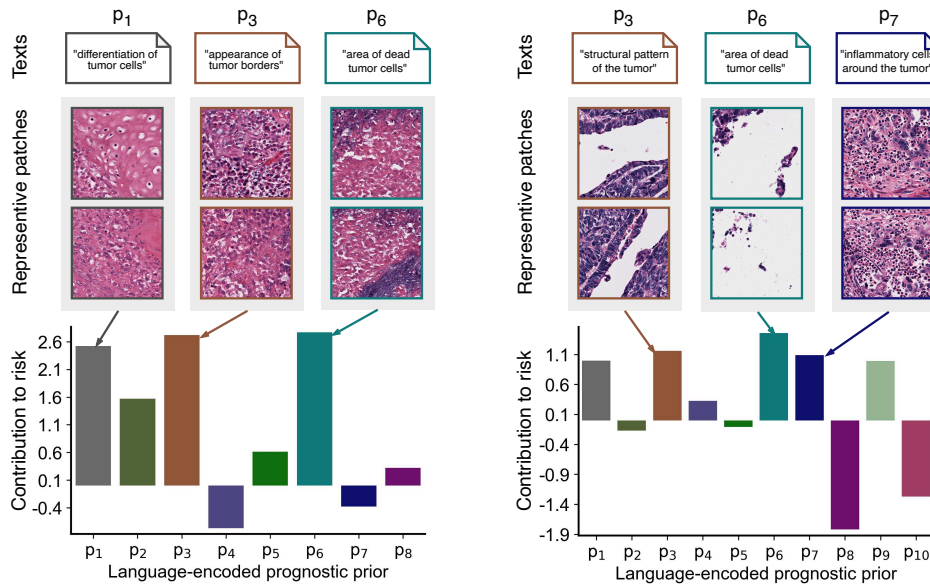 p1 p3 p6
Texts
"differentiation of
tumor cells"
"appearance of
tumor borders"
"area of dead
tumor cells"
Representive patches
Contribution to risk
2.6
2.1
1.6
1.1
0.6
0.1
-0.4
p1 p2 p3 p4 p5 p6 p7 p8
Language-encoded prognostic prior
p3 p6 p7
Texts
"structural pattern
of the tumor"
"area of dead
tumor cells"
"inflammatory cells
around the tumor"
Representive patches
Contribution to risk
1.1
0.6
0.1
-0.4
-0.9
-1.4
-1.9
p1 p2 p3 p4 p5 p6 p7 p8 p9 p10
Language-encoded prognostic prior